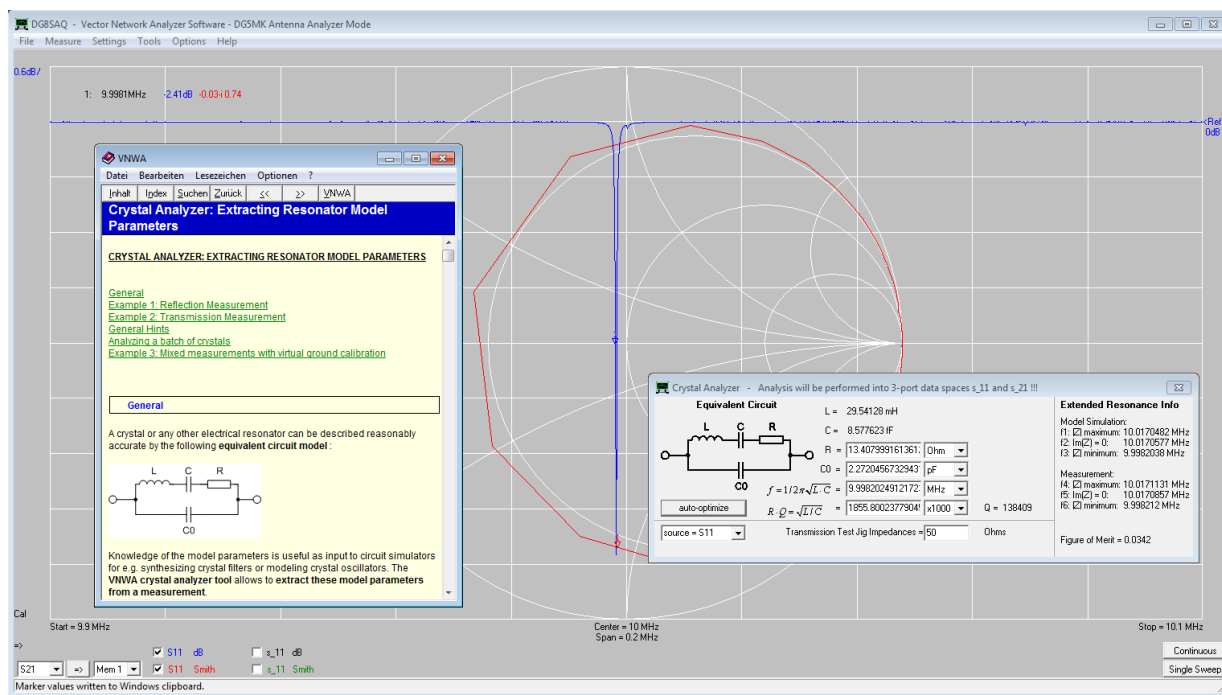 DG8SAQ - Vector Network Analyzer Software - DG5MK Antenna Analyzer Mode
File Measure Settings Tools Options Help
0.6dB/
1: 9.9981MHz -2.41dB -0.03-i 0.74
<Ref
0dB
VNWA
Datei Bearbeiten Lesezeichen Optionen ?
Inhalt Index Suchen Zurück << >> VNWA
Crystal Analyzer: Extracting Resonator Model
Parameters
CRYSTAL ANALYZER: EXTRACTING RESONATOR MODEL PARAMETERS
General
Example 1: Reflection Measurement
Example 2: Transmission Measurement
General Hints
Analyzing a batch of crystals
Example 3: Mixed measurements with virtual ground calibration
General
A crystal or any other electrical resonator can be described reasonably
accurate by the following equivalent circuit model :
L C R
C0
Knowledge of the model parameters is useful as input to circuit simulators
for e.g. synthesizing crystal filters or modeling crystal oscillators. The
VNWA crystal analyzer tool allows to extract these model parameters
from a measurement.
Crystal Analyzer - Analysis will be performed into 3-port data spaces s_11 and s_21 !!!
Equivalent Circuit
L C R
C0
L = 29.54128 mH
C = 8.577623 fF
R = 13.407999161361 Ohm
C0 = 2.2720456732943 pF
f = 1/2π√L·C = 9.9982024912172 MHz
R·Q = √L/C = 1855.8002377904 x1000 Q = 138409
auto-optimize
source = S11 Transmission Test Jig Impedances = 50 Ohms
Extended Resonance Info
Model Simulation:
f1: |Z| maximum: 10.0170482 MHz
f2: Im(Z) = 0: 10.0170577 MHz
f3: |Z| minimum: 9.9982038 MHz
Measurement:
f4: |Z| maximum: 10.0171131 MHz
f5: Im(Z) = 0: 10.0170857 MHz
f6: |Z| minimum: 9.998212 MHz
Figure of Merit = 0.0342
Cal
Start = 9.9 MHz
Center = 10 MHz
Span = 0.2 MHz
Stop = 10.1 MHz
=>
S11 dB s_11 dB
Continuous
S21 => Mem 1 S11 Smith s_11 Smith
Single Sweep
Marker values written to Windows clipboard.